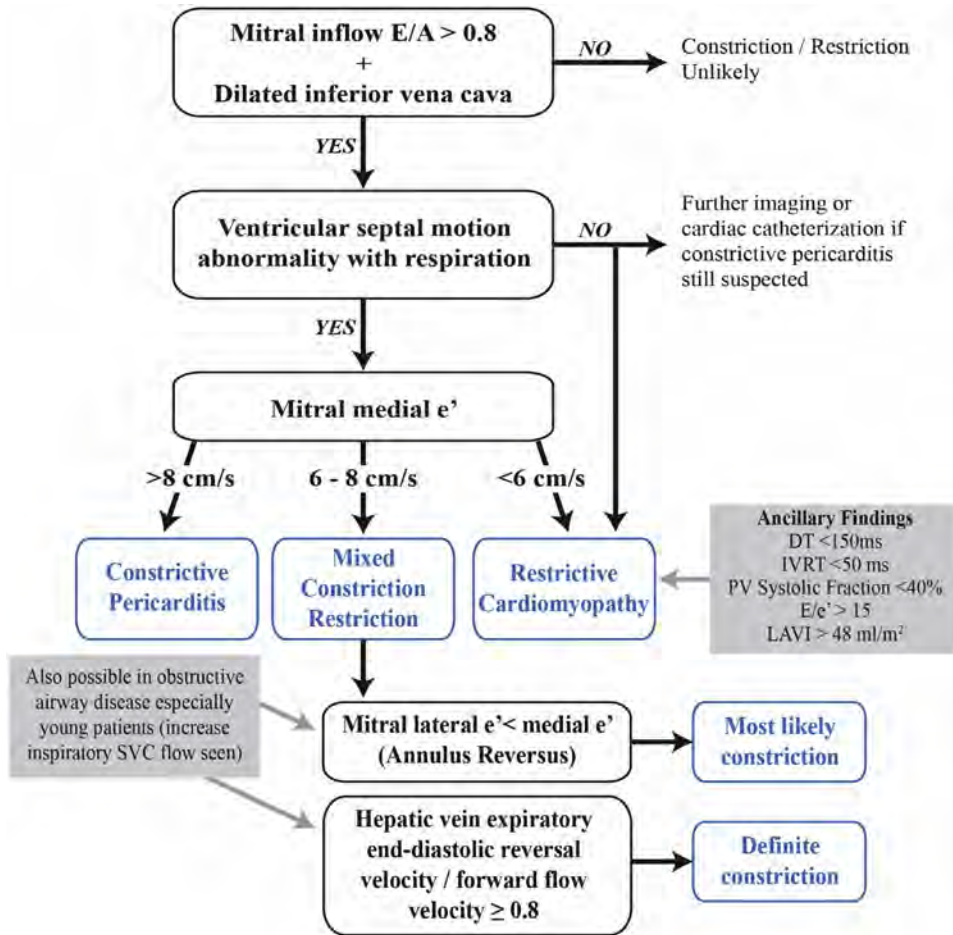 Mitral inflow E/A > 0.8
+
Dilated inferior vena cava
NO
Constriction / Restriction
Unlikely
YES
Ventricular septal motion
abnormality with respiration
NO
Further imaging or
cardiac catheterization if
constrictive pericarditis
still suspected
YES
Mitral medial e’
>8 cm/s
6 - 8 cm/s
<6 cm/s
Constrictive
Pericarditis
Mixed
Constriction
Restriction
Restrictive
Cardiomyopathy
Ancillary Findings
DT <150ms
IVRT <50 ms
PV Systolic Fraction <40%
E/e’ > 15
LAVI > 48 ml/m²
Also possible in obstructive
airway disease especially
young patients (increase
inspiratory SVC flow seen)
Mitral lateral e’< medial e’
(Annulus Reversus)
Most likely
constriction
Hepatic vein expiratory
end-diastolic reversal
velocity / forward flow
velocity ≥ 0.8
Definite
constriction